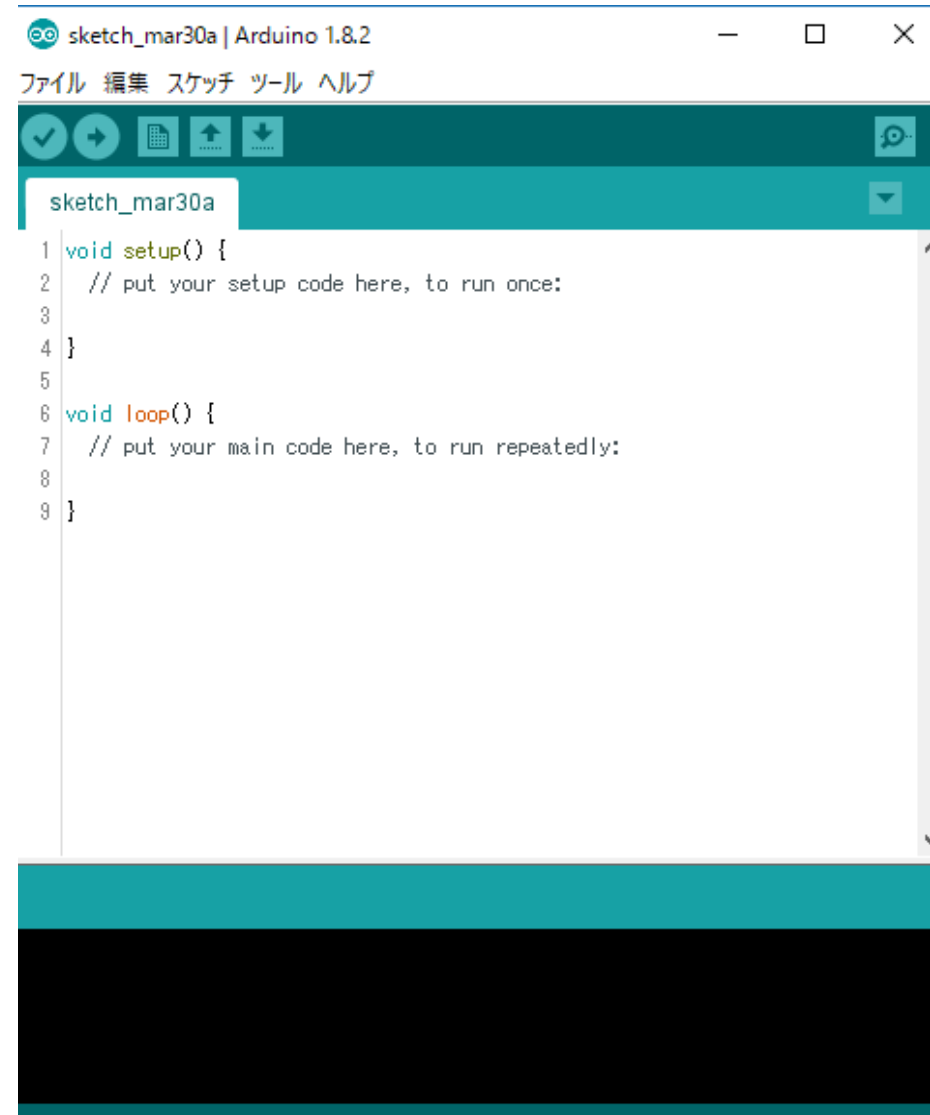 sketch_mar30a | Arduino 1.8.2
ファイル 編集 スケッチ ツール ヘルプ
sketch_mar30a
1 void setup() {
2   // put your setup code here, to run once:
3
4 }
5
6 void loop() {
7   // put your main code here, to run repeatedly:
8
9 }